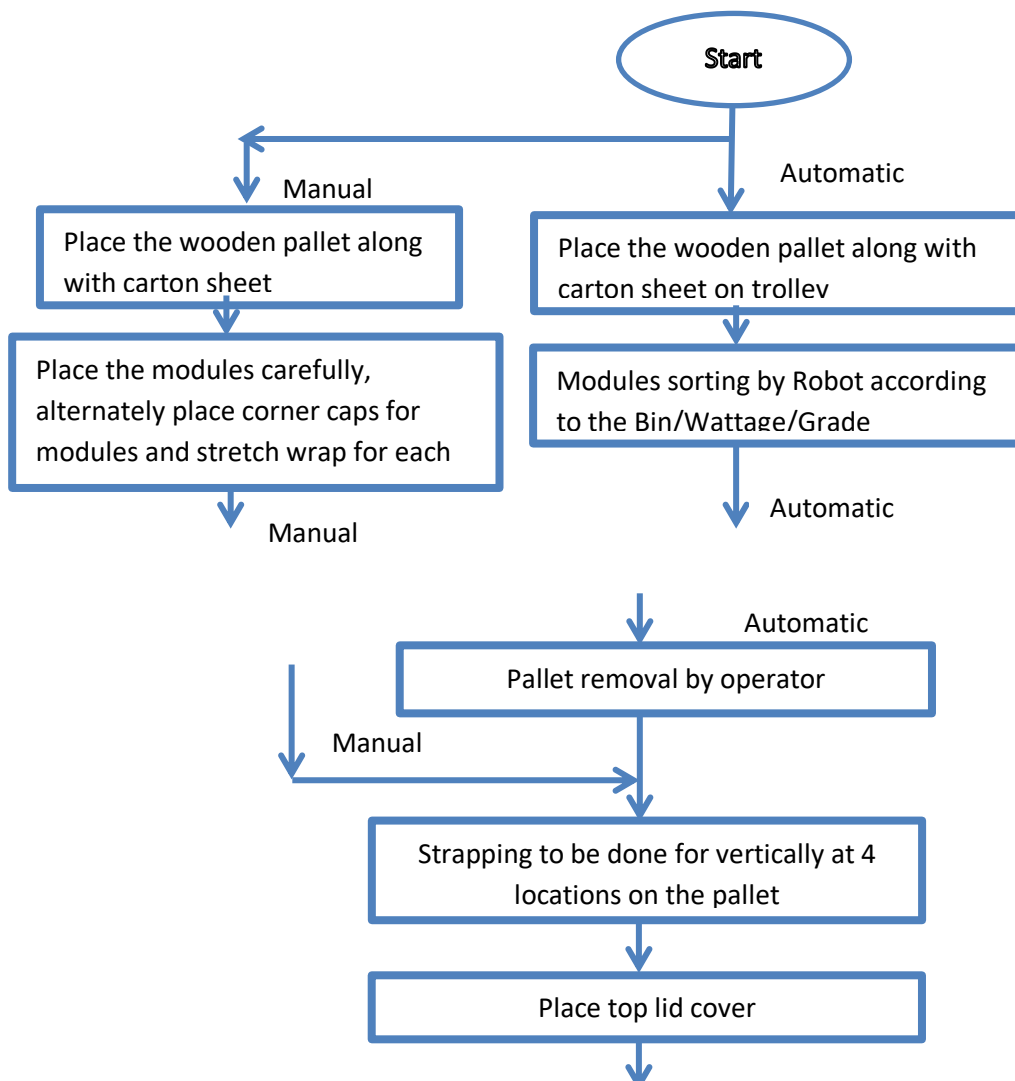 Start
Manual
Place the wooden pallet along
with carton sheet
Place the modules carefully,
alternately place corner caps for
modules and stretch wrap for each
Manual
Automatic
Place the wooden pallet along with
carton sheet on trolley
Modules sorting by Robot according
to the Bin/Wattage/Grade
Automatic
Automatic
Pallet removal by operator
Manual
Strapping to be done for vertically at 4
locations on the pallet
Place top lid cover